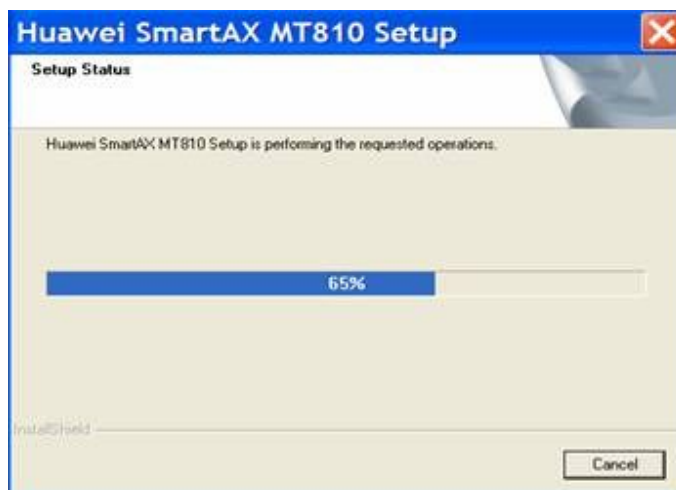 Huawei SmartAX MT810 Setup
Setup Status
Huawei SmartAX MT810 Setup is performing the requested operations.
65%
InstallShield
Cancel